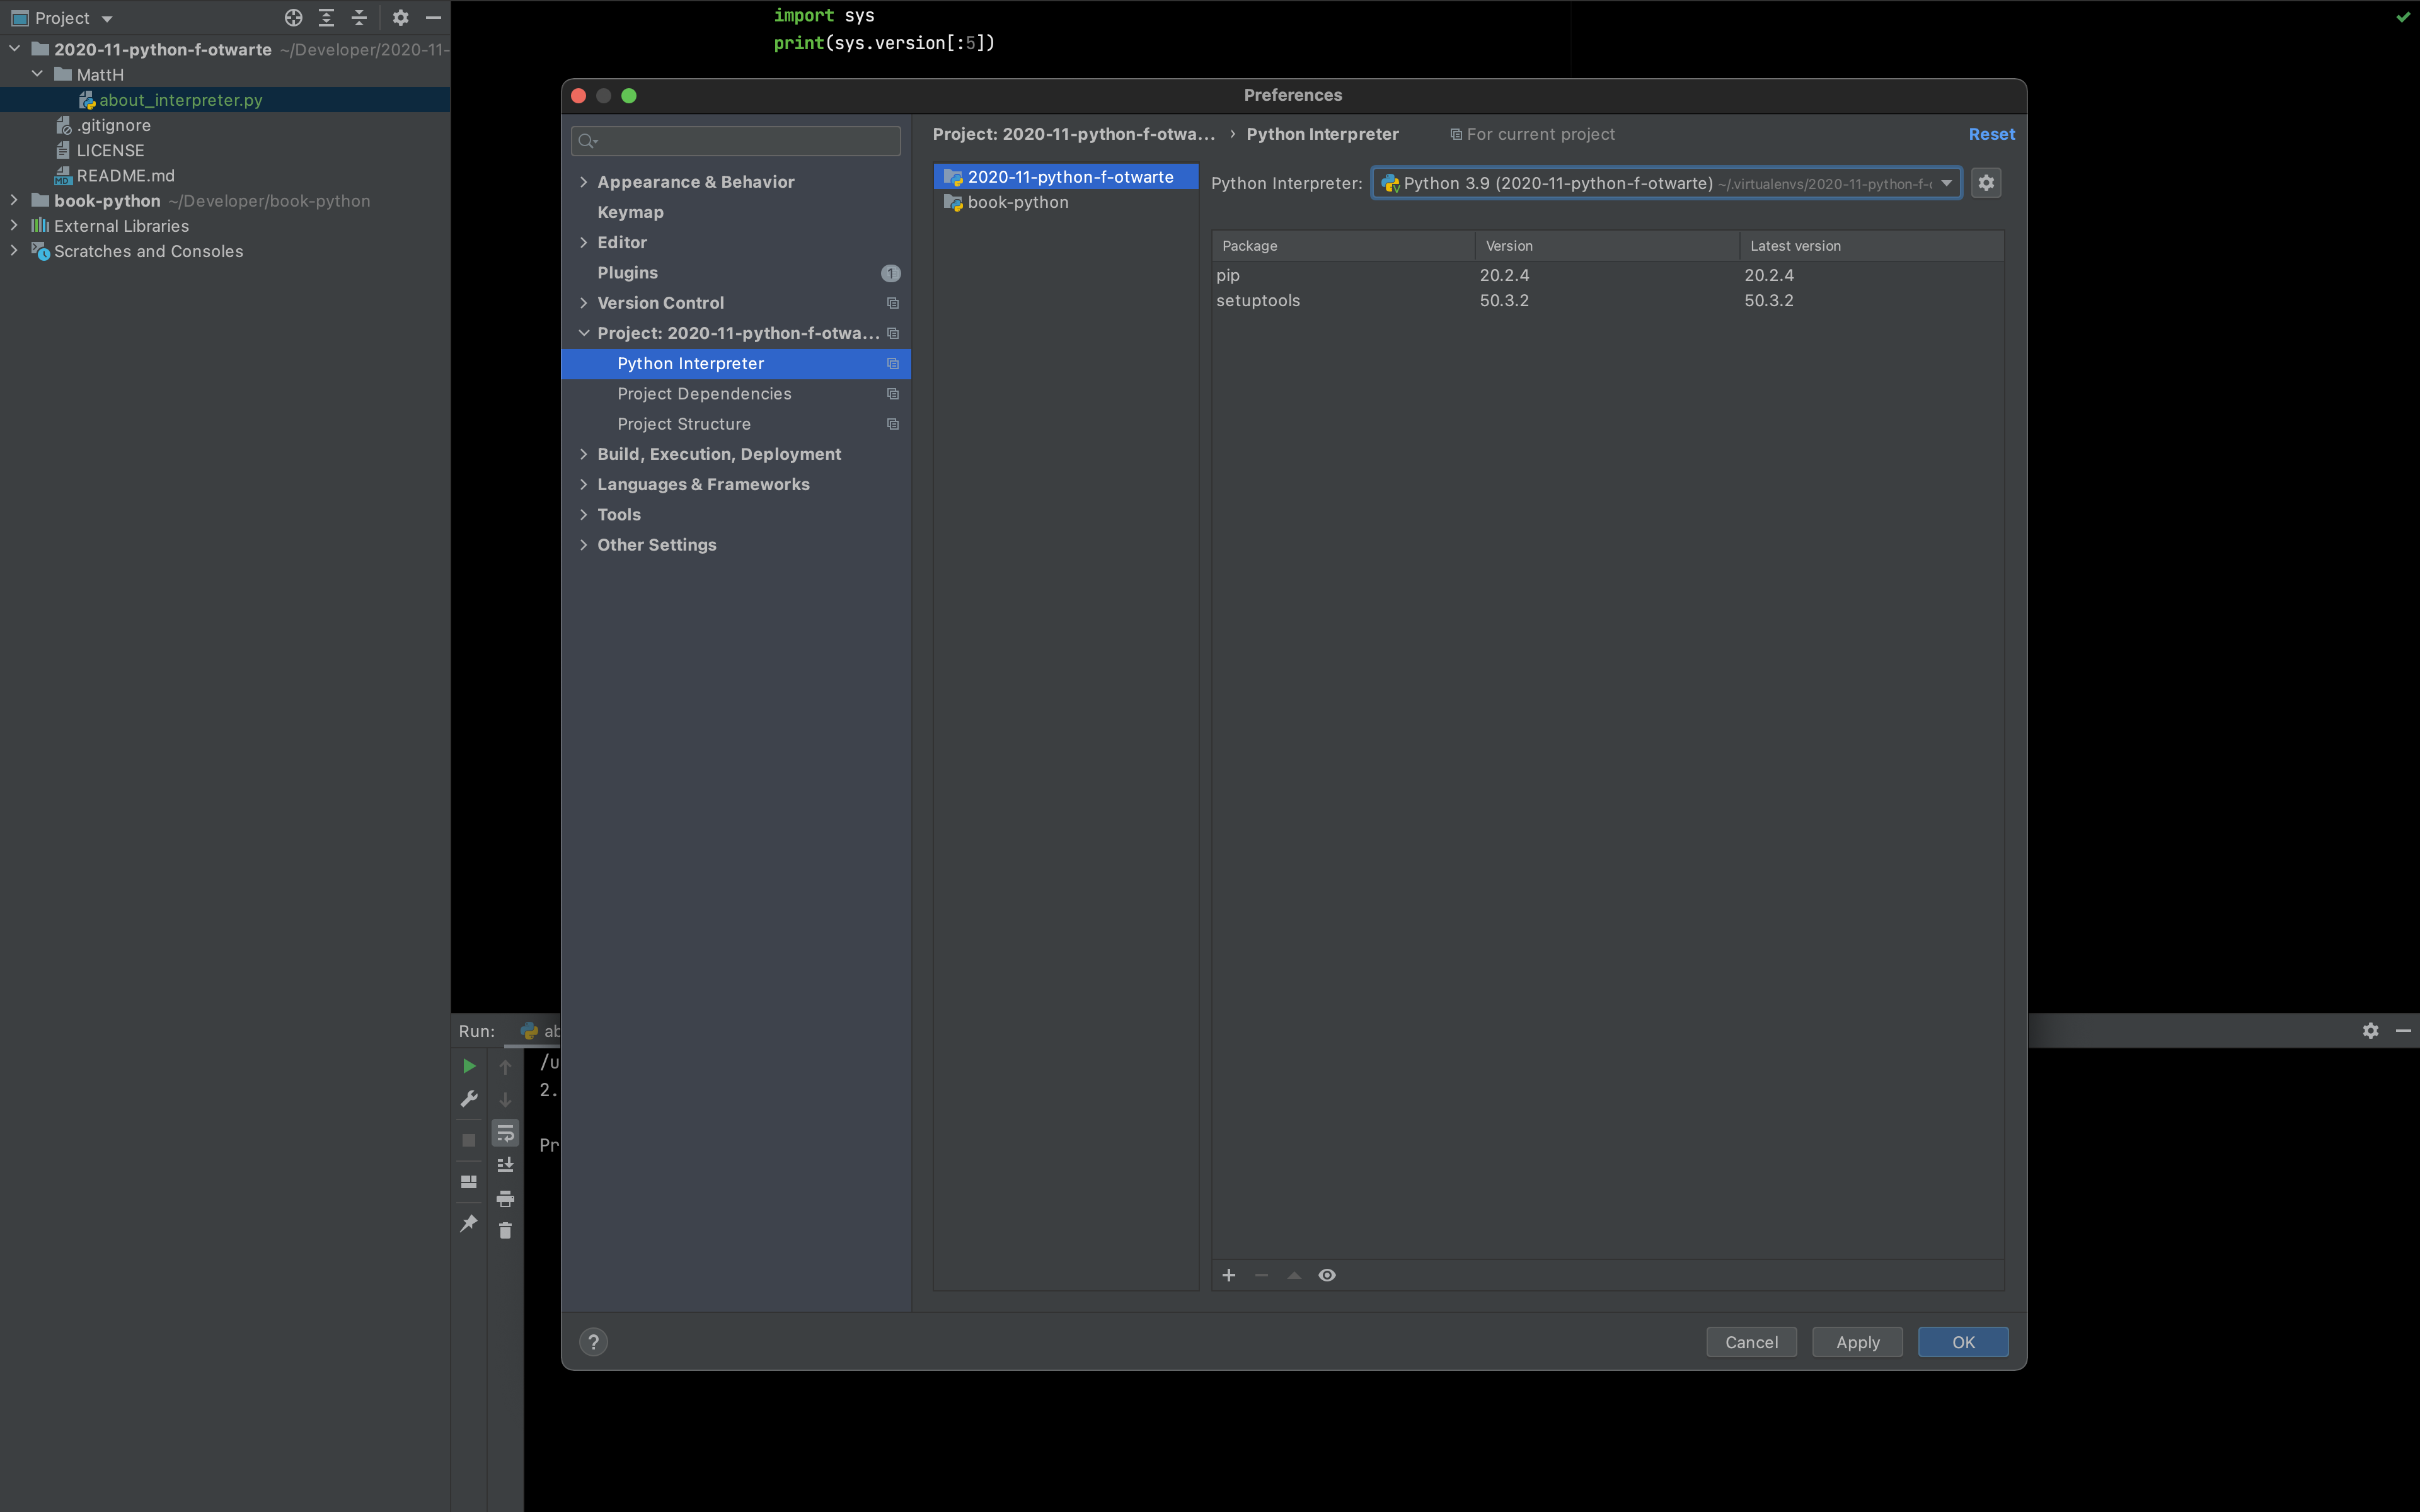 Project
import sys
print(sys.version[:5])
2020-11-python-f-otwarte ~/Developer/2020-11-
MattH
about_interpreter.py
.gitignore
LICENSE
README.md
book-python ~/Developer/book-python
External Libraries
Scratches and Consoles
Preferences
Appearance & Behavior
Keymap
Editor
Plugins 1
Version Control
Project: 2020-11-python-f-otwa...
Python Interpreter
Project Dependencies
Project Structure
Build, Execution, Deployment
Languages & Frameworks
Tools
Other Settings
Project: 2020-11-python-f-otwa... › Python Interpreter For current project Reset
2020-11-python-f-otwarte
book-python
Python Interpreter: Python 3.9 (2020-11-python-f-otwarte) ~/.virtualenvs/2020-11-python-f-
Package Version Latest version
pip 20.2.4 20.2.4
setuptools 50.3.2 50.3.2
? Cancel Apply OK
Run: ab
/u
2.
Pr